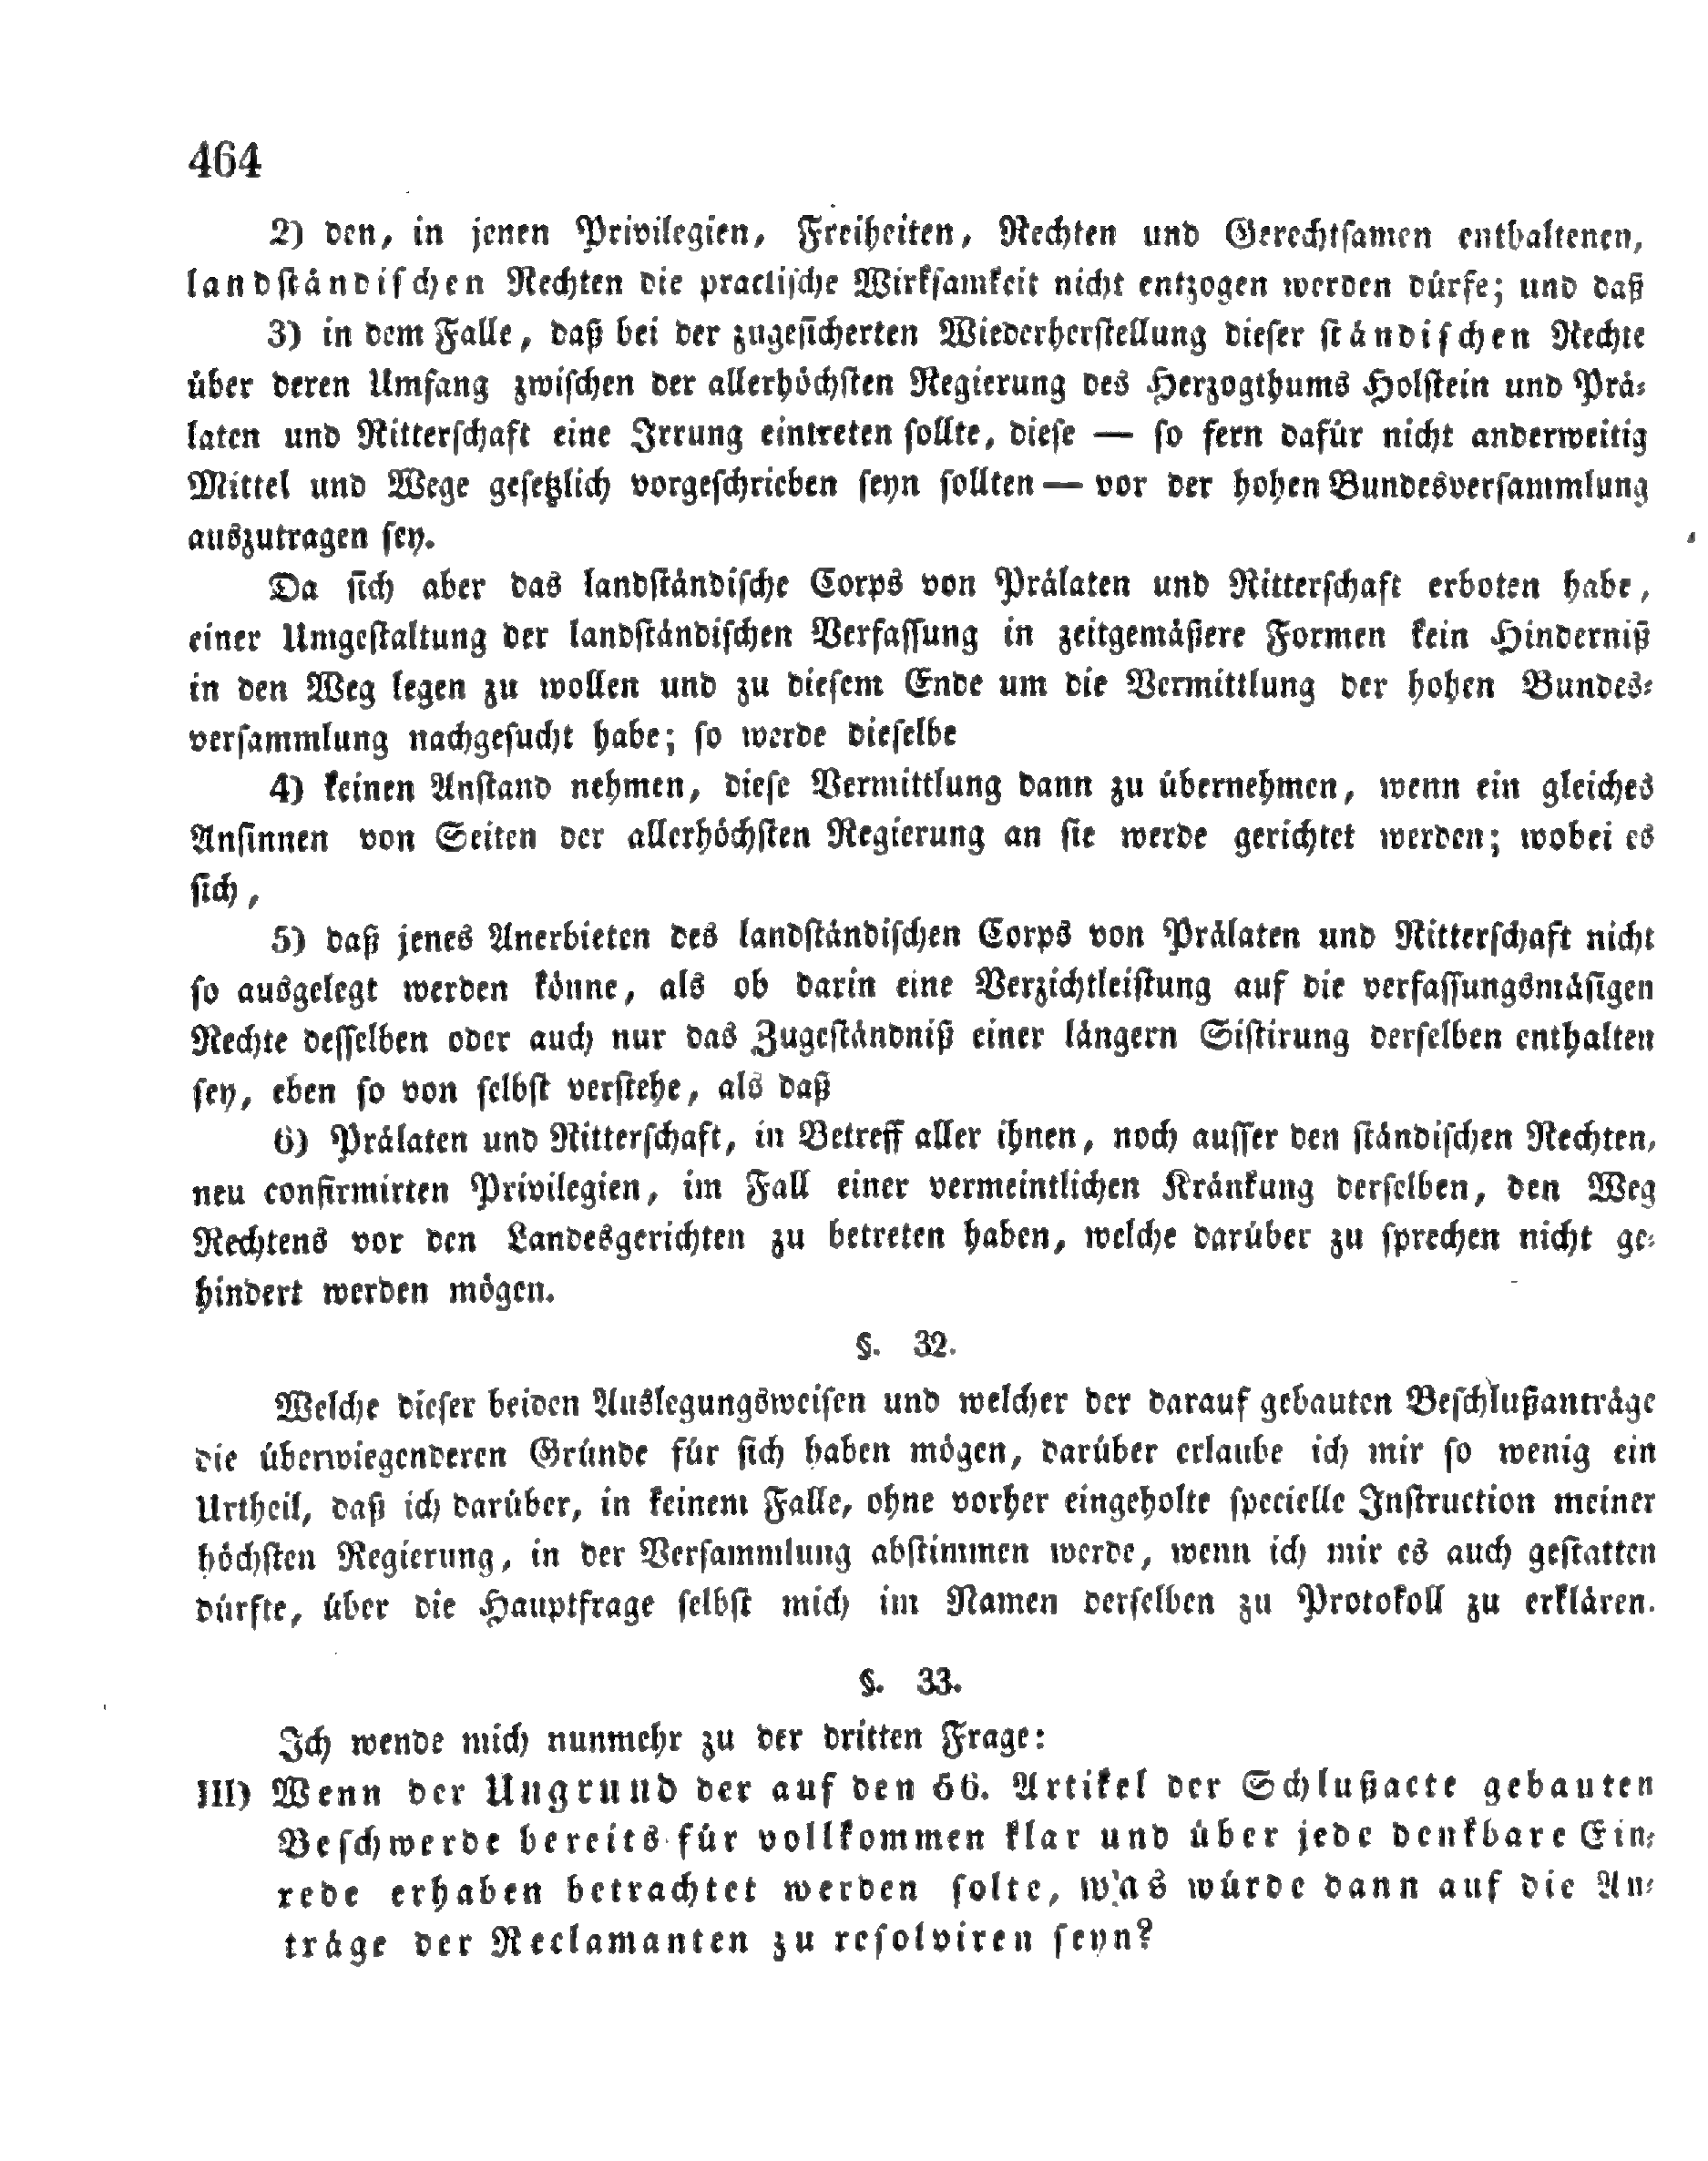 464
2) den, in jenen Privilegien, Freiheiten, Rechten und Gerechtsamen enthaltenen,
landständischen Rechten die practische Wirksamkeit nicht entzogen werden dürfe; und daß
3) in dem Falle, daß bei der zugesicherten Wiederherstellung dieser ständischen Rechte
über deren Umfang zwischen der allerhöchsten Regierung des Herzogthums Holstein und Prä-
laten und Ritterschaft eine Irrung eintreten sollte, diese — so fern dafür nicht anderweitig
Mittel und Wege gesetzlich vorgeschrieben seyn sollten — vor der hohen Bundesversammlung
auszutragen sey.
Da sich aber das landständische Corps von Prälaten und Ritterschaft erboten habe,
einer Umgestaltung der landständischen Verfassung in zeitgemäßere Formen kein Hinderniß
in den Weg legen zu wollen und zu diesem Ende um die Vermittlung der hohen Bundes-
versammlung nachgesucht habe; so werde dieselbe
4) keinen Anstand nehmen, diese Vermittlung dann zu übernehmen, wenn ein gleiches
Ansinnen von Seiten der allerhöchsten Regierung an sie werde gerichtet werden; wobei es
sich,
5) daß jenes Anerbieten des landständischen Corps von Prälaten und Ritterschaft nicht
so ausgelegt werden könne, als ob darin eine Verzichtleistung auf die verfassungsmäsigen
Rechte desselben oder auch nur das Zugeständniß einer längern Sistirung derselben enthalten
sey, eben so von selbst verstehe, als daß
6) Prälaten und Ritterschaft, in Betreff aller ihnen, noch ausser den ständischen Rechten,
neu confirmirten Privilegien, im Fall einer vermeintlichen Kränkung derselben, den Weg
Rechtens vor den Landesgerichten zu betreten haben, welche darüber zu sprechen nicht ge-
hindert werden mögen.
§. 32.
Welche dieser beiden Auslegungsweisen und welcher der darauf gebauten Beschlußanträge
die überwiegenderen Gründe für sich haben mögen, darüber erlaube ich mir so wenig ein
Urtheil, daß ich darüber, in keinem Falle, ohne vorher eingeholte specielle Instruction meiner
höchsten Regierung, in der Versammlung abstimmen werde, wenn ich mir es auch gestatten
dürfte, über die Hauptfrage selbst mich im Namen derselben zu Protokoll zu erklären.
§. 33.
Ich wende mich nunmehr zu der dritten Frage:
III) Wenn der Ungrund der auf den 56. Artikel der Schlußacte gebauten
Beschwerde bereits für vollkommen klar und über jede denkbare Ein-
rede erhaben betrachtet werden solte, was würde dann auf die An-
träge der Reclamanten zu resolviren seyn?